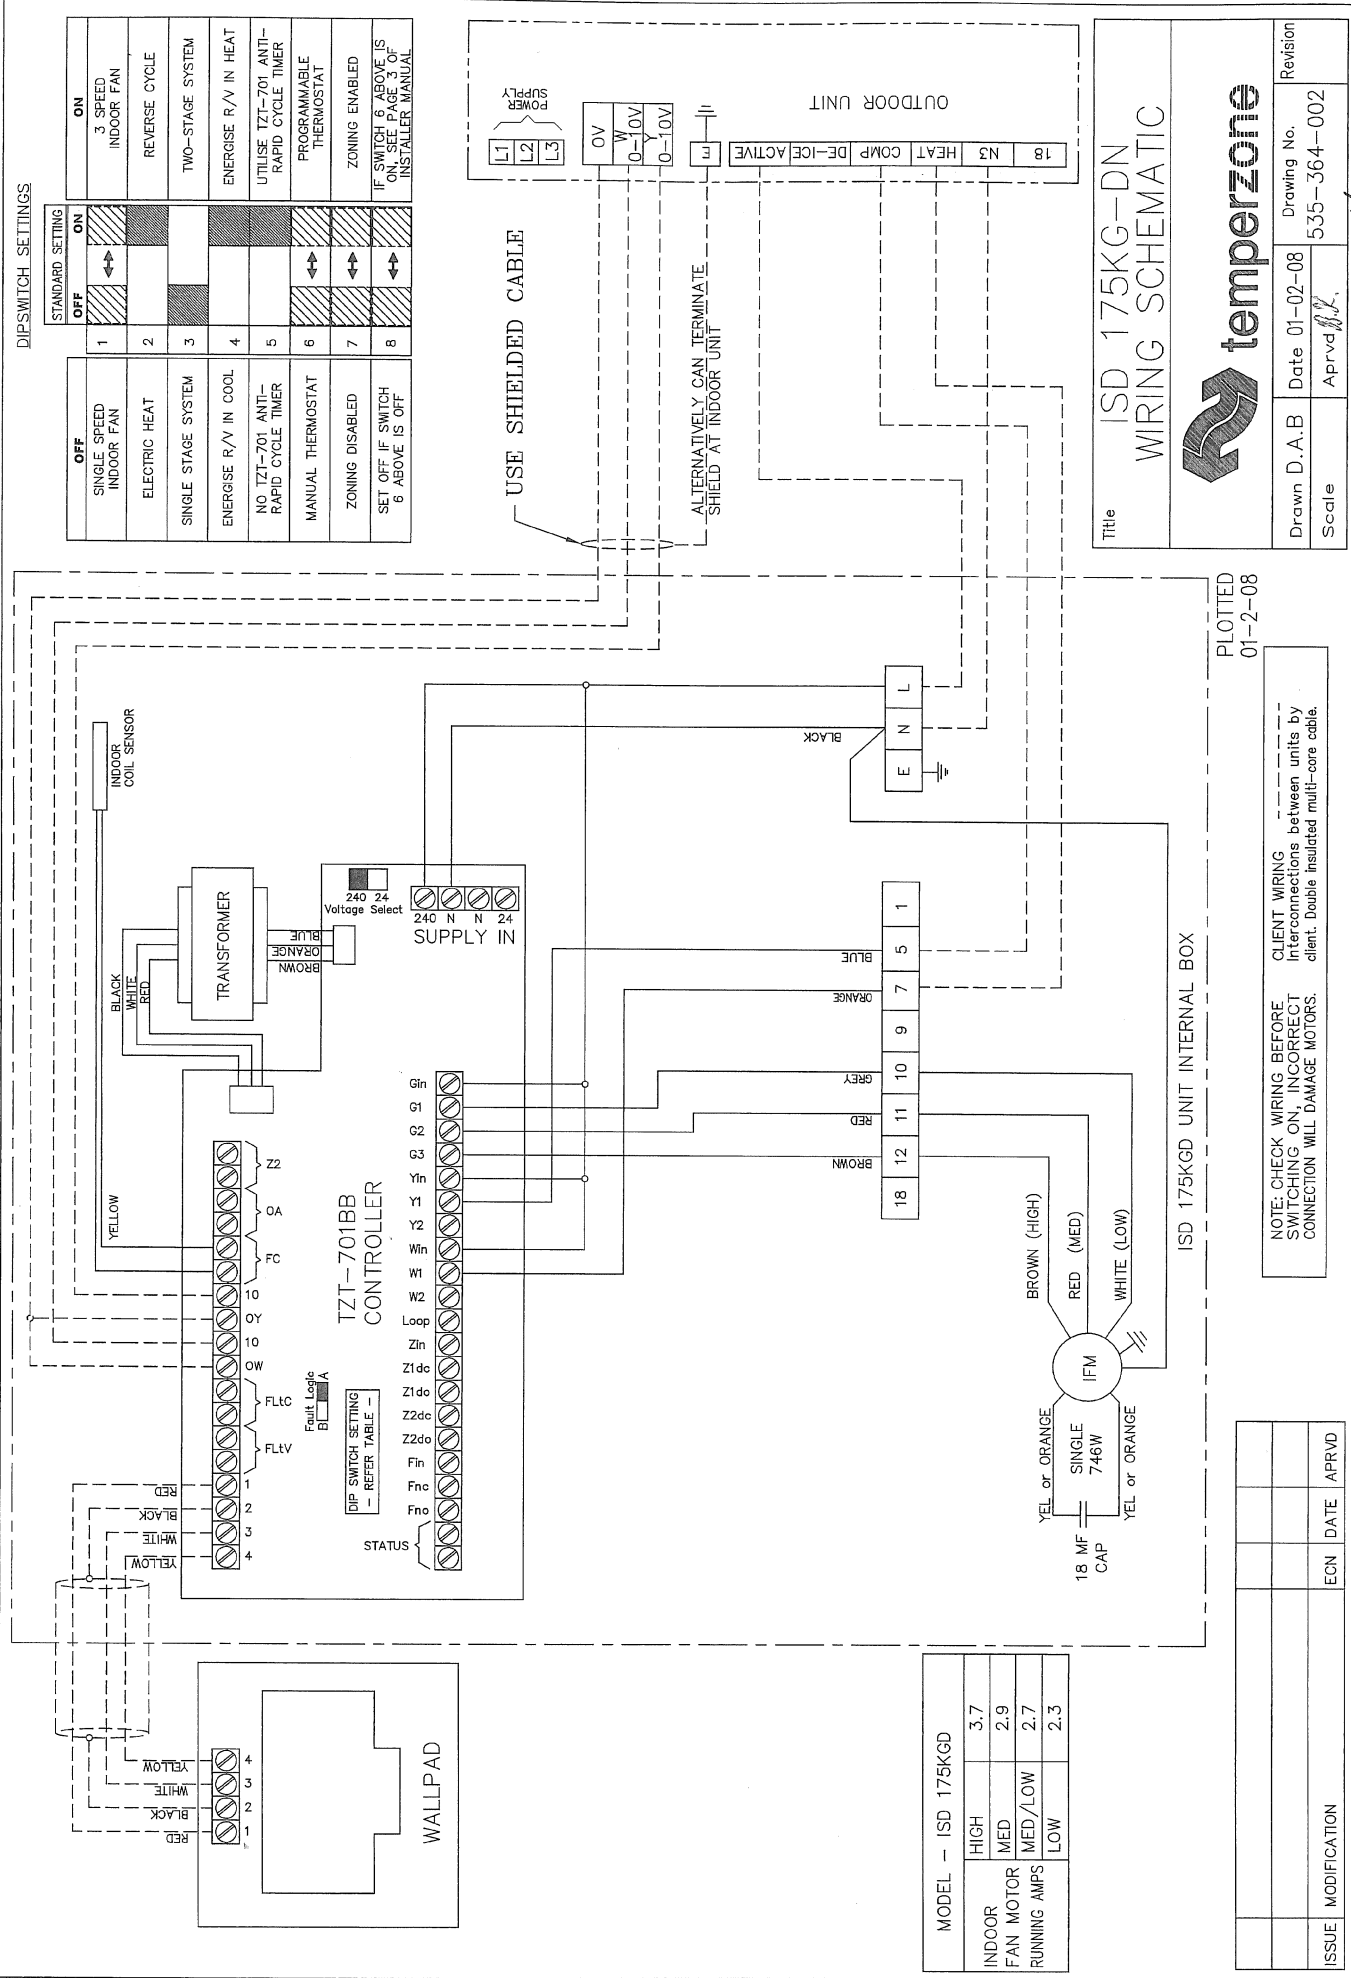 DIPSWITCH SETTINGS
OFF
STANDARD SETTING
OFF ON
ON
SINGLE SPEED
INDOOR FAN
1
3 SPEED
INDOOR FAN
ELECTRIC HEAT
2
REVERSE CYCLE
SINGLE STAGE SYSTEM
3
TWO-STAGE SYSTEM
ENERGISE R/V IN COOL
4
ENERGISE R/V IN HEAT
NO TZT-701 ANTI-
RAPID CYCLE TIMER
5
UTILISE TZT-701 ANTI-
RAPID CYCLE TIMER
MANUAL THERMOSTAT
6
PROGRAMMABLE
THERMOSTAT
ZONING DISABLED
7
ZONING ENABLED
SET OFF IF SWITCH
6 ABOVE IS OFF
8
IF SWITCH 6 ABOVE IS
ON, SEE PAGE 3 OF
INSTALLER MANUAL
USE SHIELDED CABLE
ALTERNATIVELY CAN TERMINATE
SHIELD AT INDOOR UNIT
L1
L2
L3
POWER
SUPPLY
0V
W
0-10V
Y
0-10V
E
DE-ICE ACTIVE
COMP
HEAT
N3
18
OUTDOOR UNIT
INDOOR
COIL SENSOR
YELLOW
BLACK
WHITE
RED
TRANSFORMER
BLUE
ORANGE
BROWN
240 24
Voltage Select
240 N N 24
SUPPLY IN
TZT-701BB
CONTROLLER
Z2
OA
FC
10
OY
10
OW
FLtC
FLtV
1
2
3
4
RED
BLACK
WHITE
YELLOW
Fault Logic
B A
DIP SWITCH SETTING
- REFER TABLE -
Gin
G1
G2
G3
Yin
Y1
Y2
Win
W1
W2
Loop
Zin
Z1dc
Z1do
Z2dc
Z2do
Fin
Fnc
Fno
STATUS
BLACK
E N L
BLUE
ORANGE
GREY
RED
BROWN
18 12 11 10 9 7 5 1
BROWN (HIGH)
RED (MED)
WHITE (LOW)
IFM
YEL or ORANGE
SINGLE
746W
YEL or ORANGE
18 MF
CAP
ISD 175KGD UNIT INTERNAL BOX
RED
BLACK
WHITE
YELLOW
1 2 3 4
WALLPAD
MODEL - ISD 175KGD
INDOOR
FAN MOTOR
RUNNING AMPS
HIGH 3.7
MED 2.9
MED/LOW 2.7
LOW 2.3
ISSUE MODIFICATION ECN DATE APRVD
NOTE: CHECK WIRING BEFORE
SWITCHING ON, INCORRECT
CONNECTION WILL DAMAGE MOTORS.
CLIENT WIRING
Interconnections between units by
client. Double insulated multi-core cable.
PLOTTED
01-2-08
Title
ISD 175KG-DN
WIRING SCHEMATIC
temperzone
Drawn D.A.B
Date 01-02-08
Drawing No.
535-364-002
Revision
Scale
Aprvd